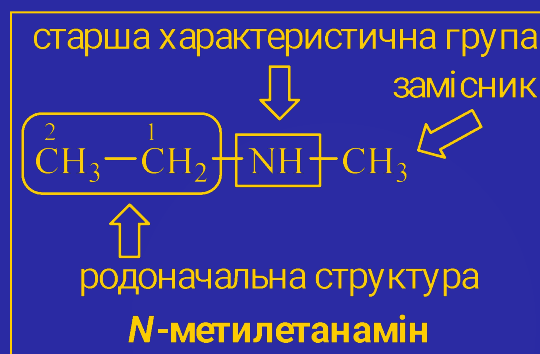 старша характеристична група
замісник
2 1
CH₃—CH₂—NH—CH₃
родоначальна структура
N-метилетанамін